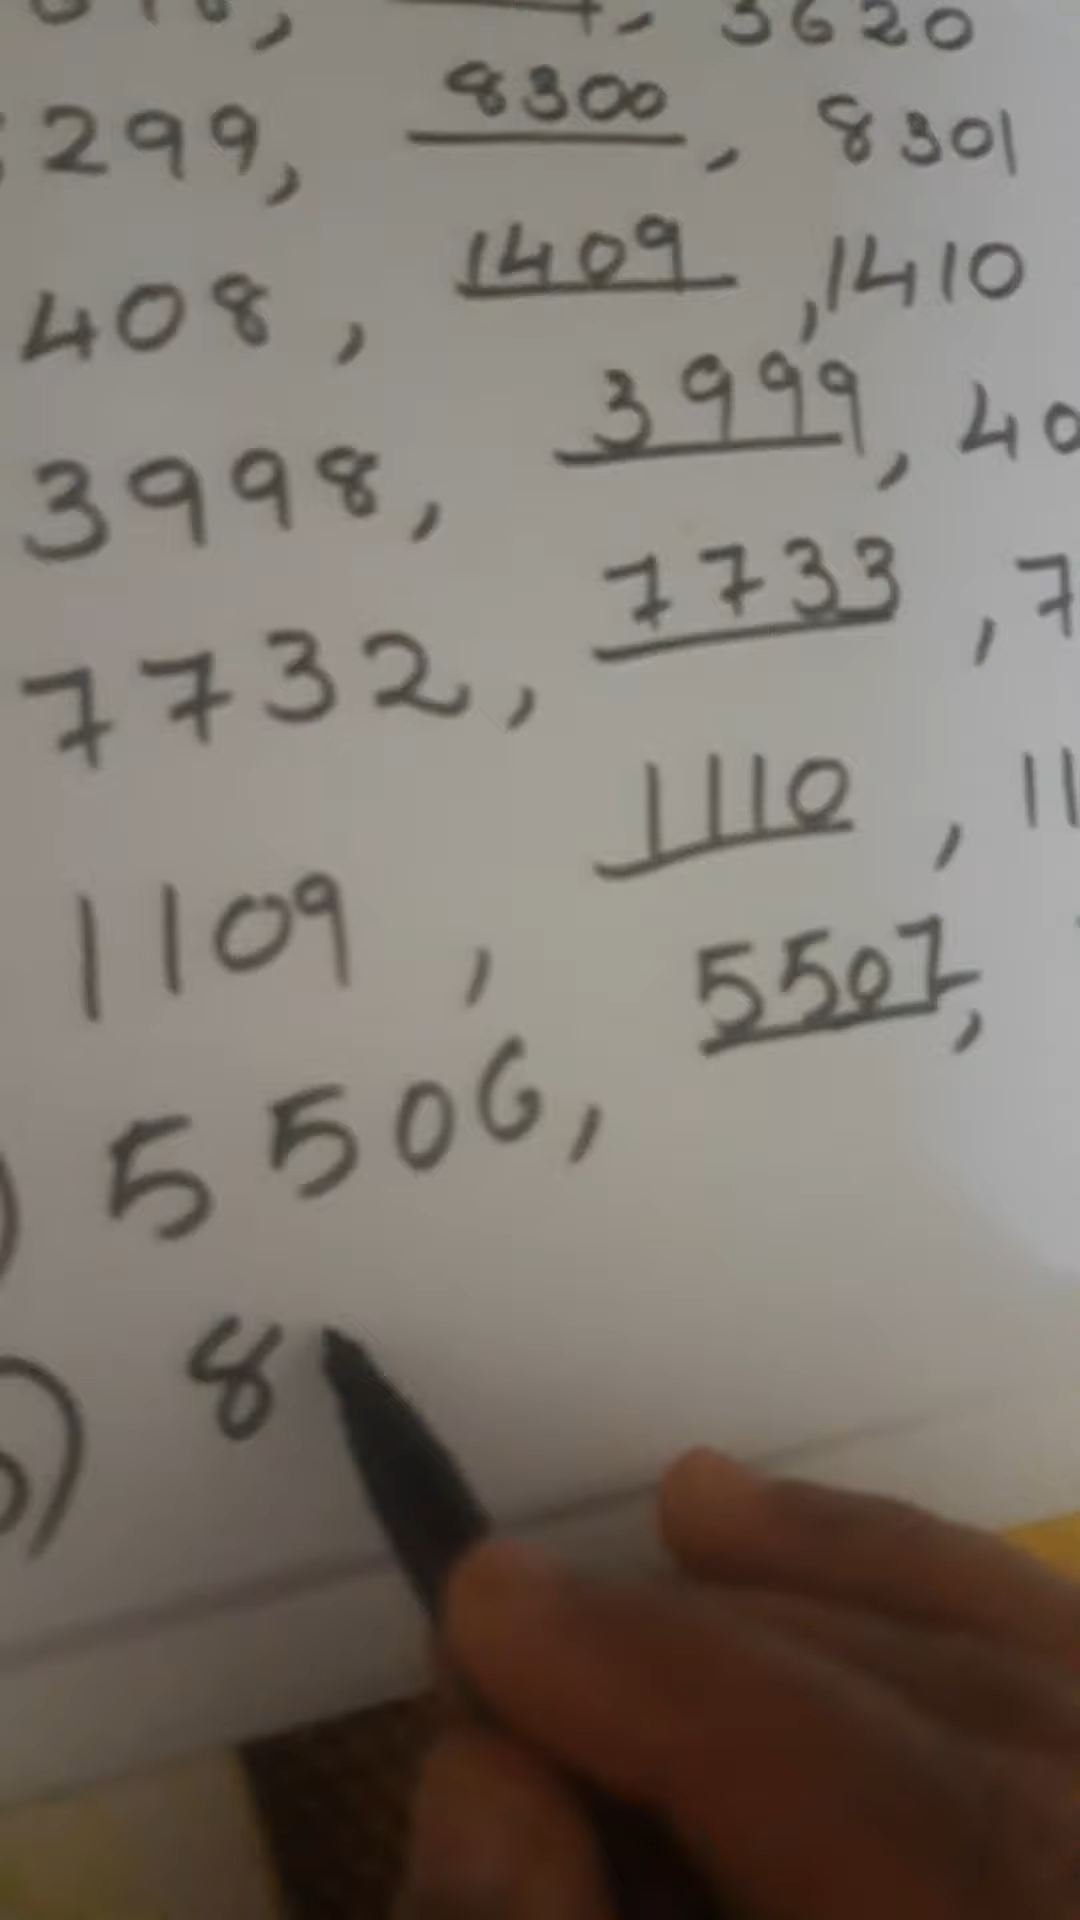 3620
299, 8300, 8301
408, 1409, 1410
3998, 3999, 40
7732, 7733, 7
1109, 1110, 11
5506, 5507,
8